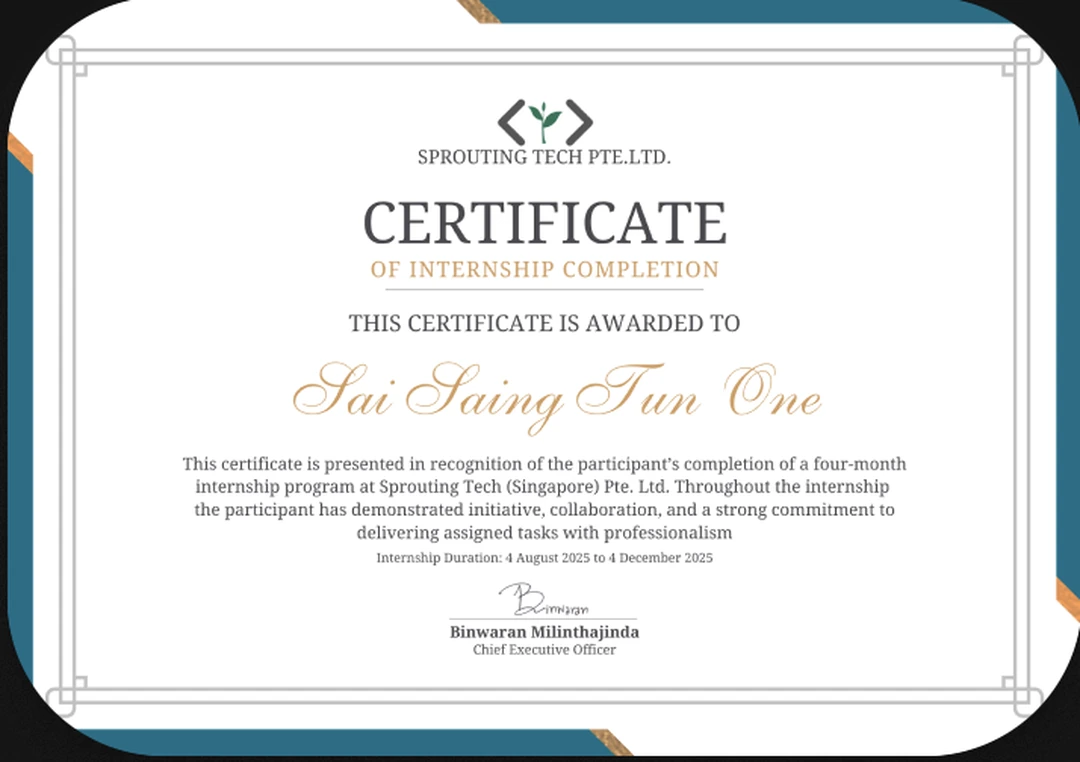 SPROUTING TECH PTE.LTD.
CERTIFICATE
OF INTERNSHIP COMPLETION
THIS CERTIFICATE IS AWARDED TO
Sai Saing Tun One
This certificate is presented in recognition of the participant’s completion of a four-month
internship program at Sprouting Tech (Singapore) Pte. Ltd. Throughout the internship
the participant has demonstrated initiative, collaboration, and a strong commitment to
delivering assigned tasks with professionalism
Internship Duration: 4 August 2025 to 4 December 2025
Binwaran
Binwaran Milinthajinda
Chief Executive Officer